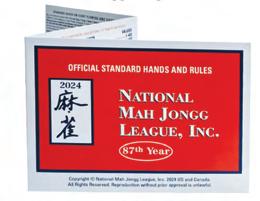 OFFICIAL STANDARD HANDS AND RULES
2024
麻
雀
NATIONAL
MAH JONGG
LEAGUE, INC.
87th Year
Copyright © National Mah Jongg League, Inc. 2024 US and Canada
All Rights Reserved. Reproduction without prior approval is unlawful.